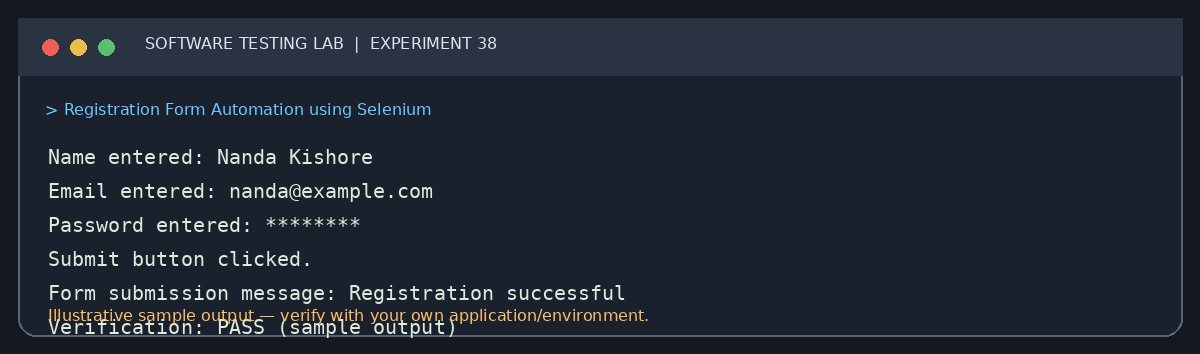 SOFTWARE TESTING LAB | EXPERIMENT 38
> Registration Form Automation using Selenium
Name entered: Nanda Kishore
Email entered: nanda@example.com
Password entered: ********
Submit button clicked.
Form submission message: Registration successful
Illustrative sample output — verify with your own application/environment.
Verification: PASS (sample output)